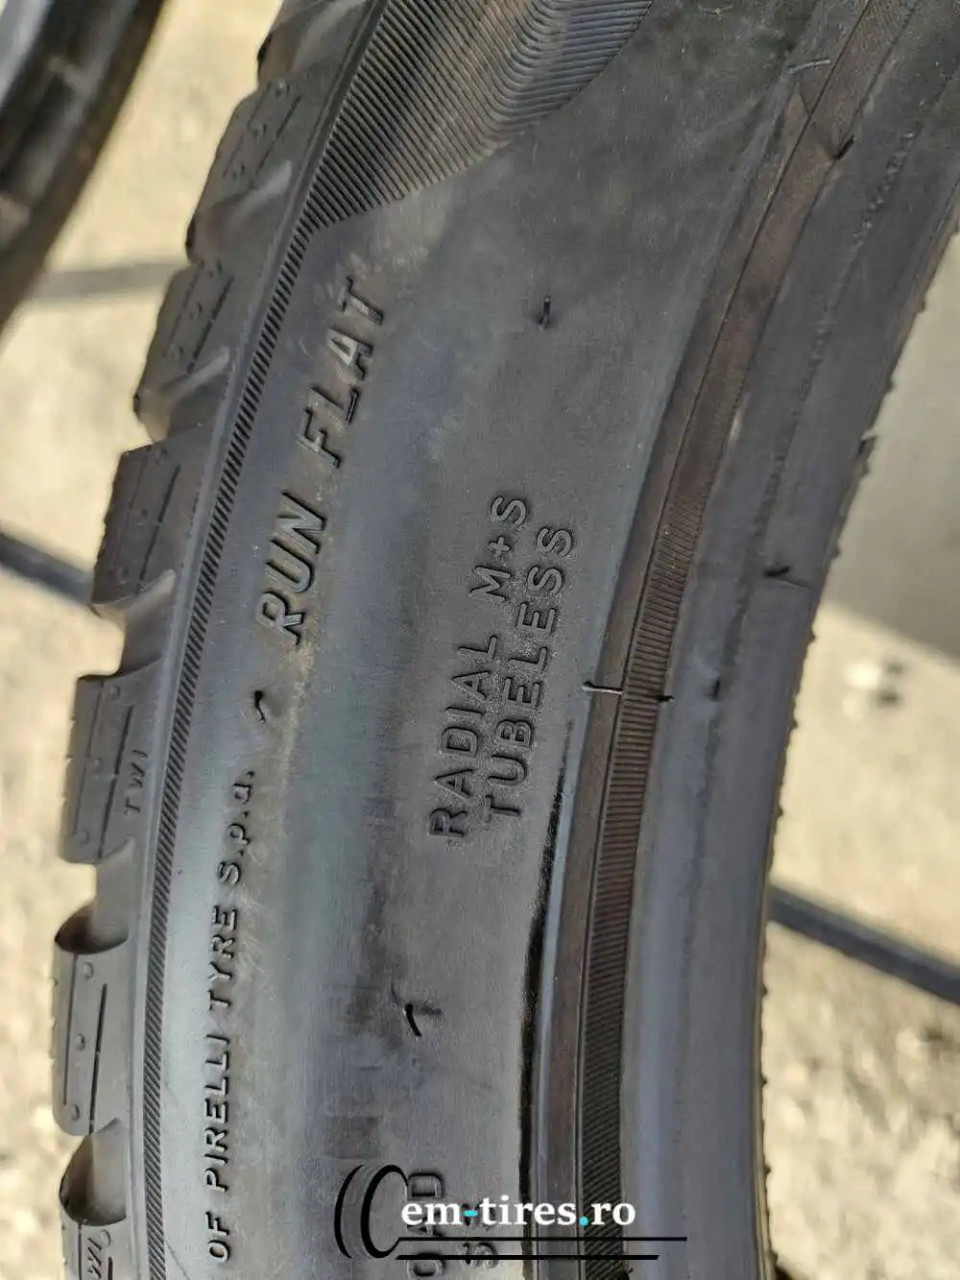 RUN FLAT
RADIAL M+S
TUBELESS
TWI
OF PIRELLI TYRE S.p.a.
em-tires.ro